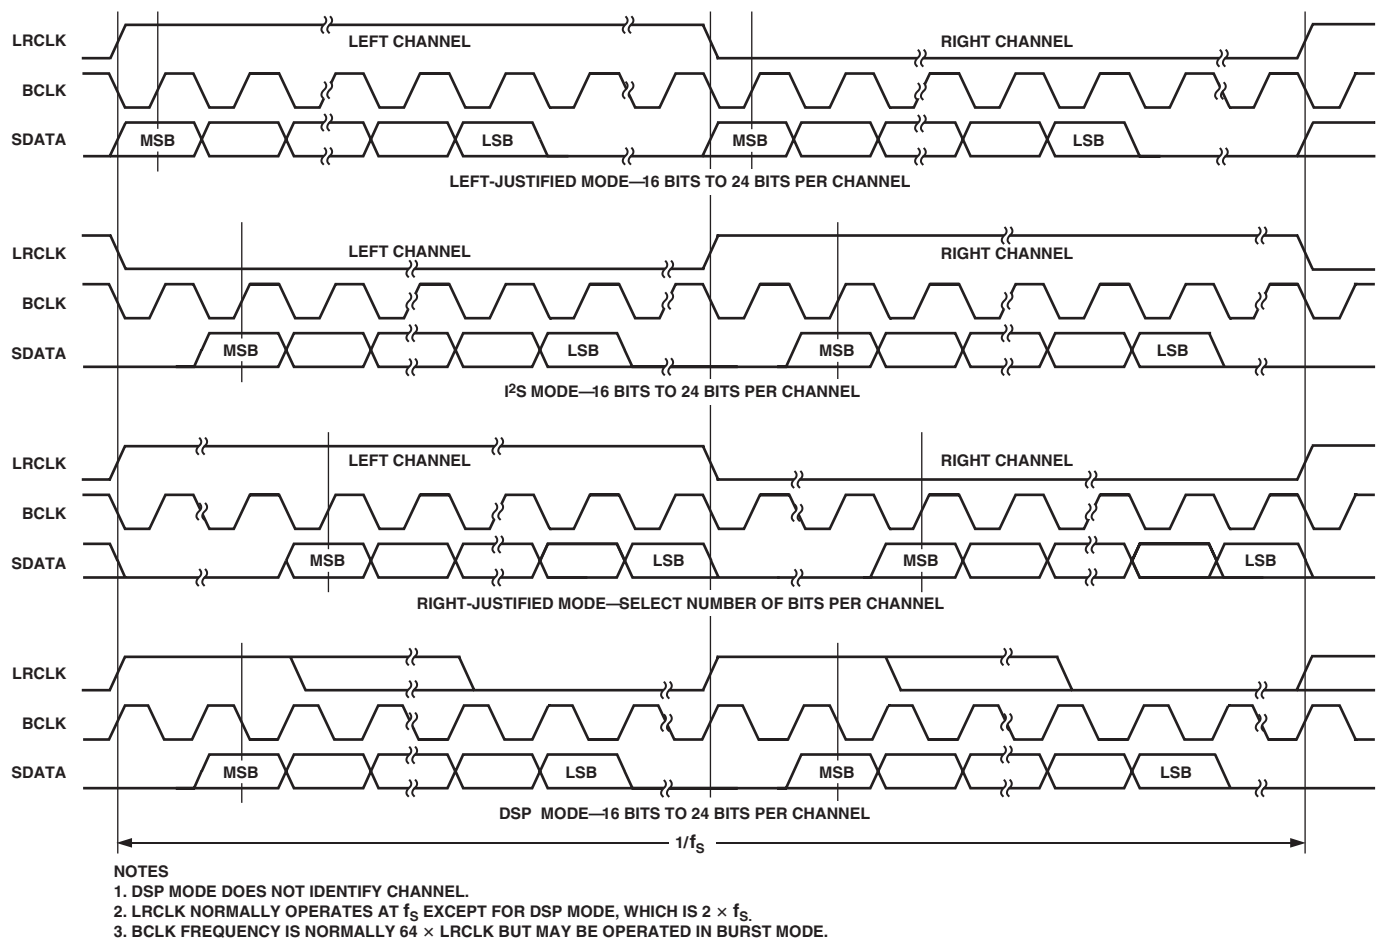 LRCLK LEFT CHANNEL RIGHT CHANNEL
BCLK
SDATA MSB LSB MSB LSB
LEFT-JUSTIFIED MODE—16 BITS TO 24 BITS PER CHANNEL
LRCLK LEFT CHANNEL RIGHT CHANNEL
BCLK
SDATA MSB LSB MSB LSB
I²S MODE—16 BITS TO 24 BITS PER CHANNEL
LRCLK LEFT CHANNEL RIGHT CHANNEL
BCLK
SDATA MSB LSB MSB LSB
RIGHT-JUSTIFIED MODE—SELECT NUMBER OF BITS PER CHANNEL
LRCLK
BCLK
SDATA MSB LSB MSB LSB
DSP MODE—16 BITS TO 24 BITS PER CHANNEL
1/fS
NOTES
1. DSP MODE DOES NOT IDENTIFY CHANNEL.
2. LRCLK NORMALLY OPERATES AT fS EXCEPT FOR DSP MODE, WHICH IS 2 × fS.
3. BCLK FREQUENCY IS NORMALLY 64 × LRCLK BUT MAY BE OPERATED IN BURST MODE.